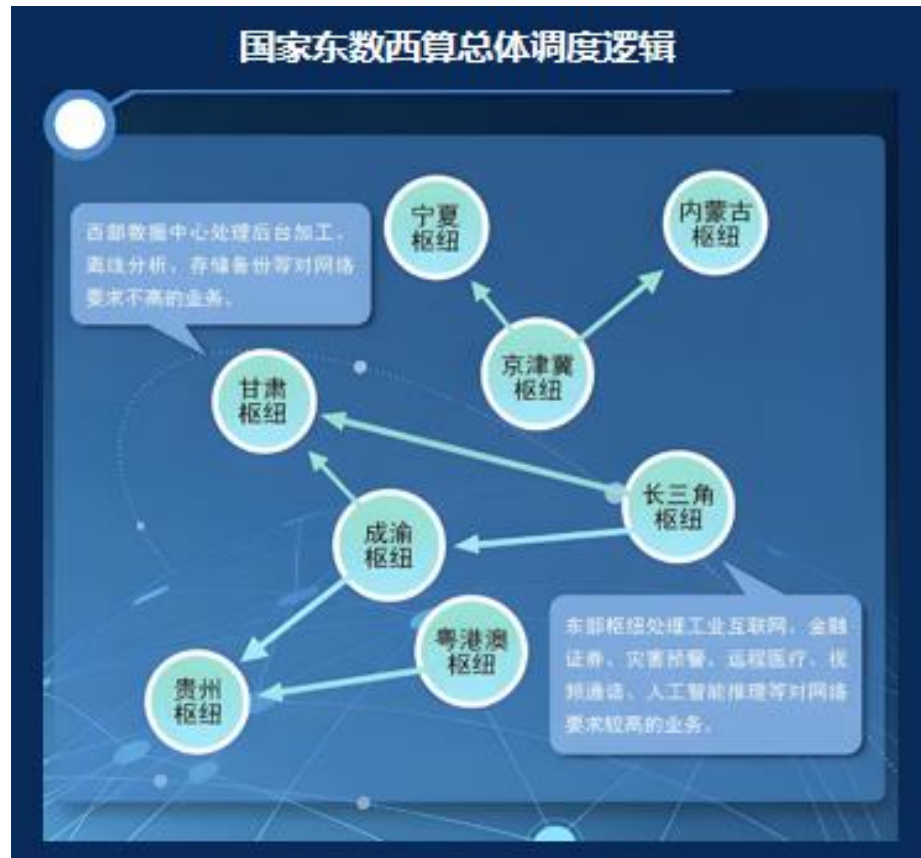 国家东数西算总体调度逻辑
宁夏
枢纽
内蒙古
枢纽
西部数据中心处理后台加工、
离线分析、存储备份等对网络
要求不高的业务。
京津冀
枢纽
甘肃
枢纽
长三角
枢纽
成渝
枢纽
粤港澳
枢纽
东部枢纽处理工业互联网、金融
证券、灾害预警、远程医疗、视
频通话、人工智能推理等对网络
要求较高的业务。
贵州
枢纽